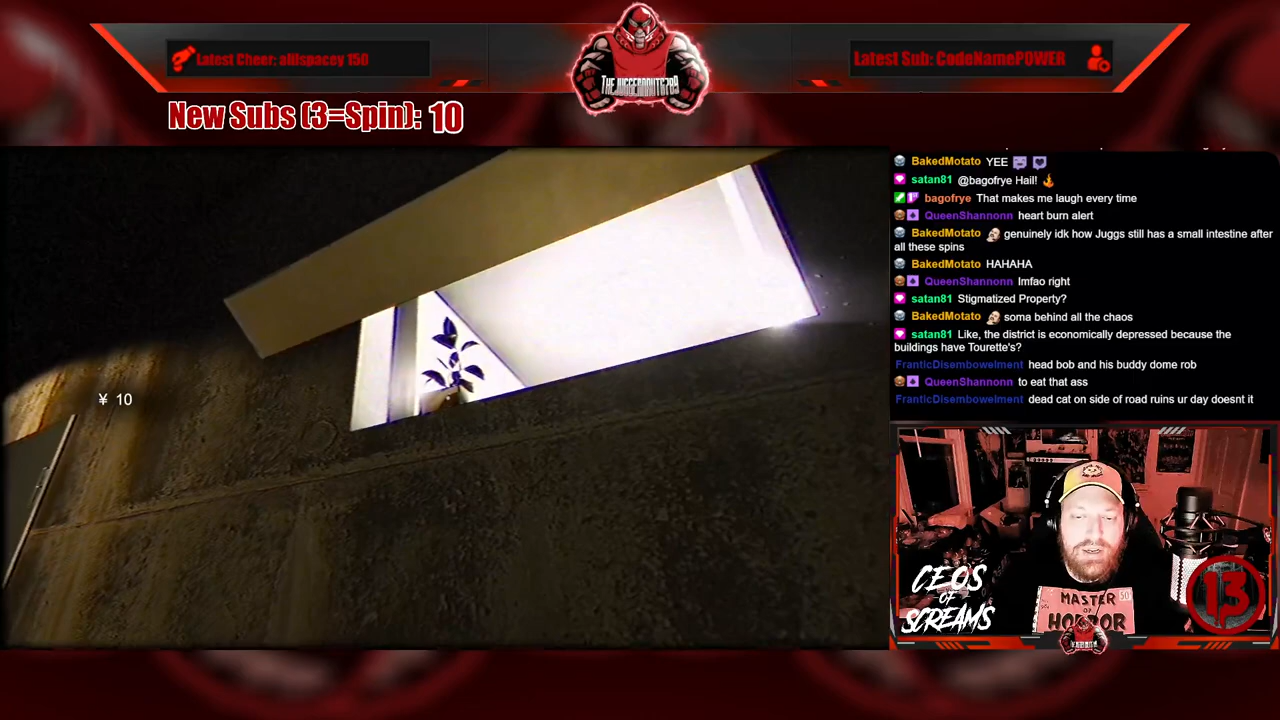 Latest Cheer: allispacey 150
THEJUGGERNAUT6789
Latest Sub: CodeNamePOWER
New Subs (3=Spin): 10
BakedMotato YEE
satan81 @bagofrye Hail!
bagofrye That makes me laugh every time
QueenShannonn heart burn alert
BakedMotato genuinely idk how Juggs still has a small intestine after
all these spins
BakedMotato HAHAHA
QueenShannonn lmfao right
satan81 Stigmatized Property?
BakedMotato soma behind all the chaos
satan81 Like, the district is economically depressed because the
buildings have Tourette's?
FranticDisembowelment head bob and his buddy dome rob
QueenShannonn to eat that ass
FranticDisembowelment dead cat on side of road ruins ur day doesnt it
¥ 10
CEOS
OF
SCREAMS
MASTER
OF
HORROR
13